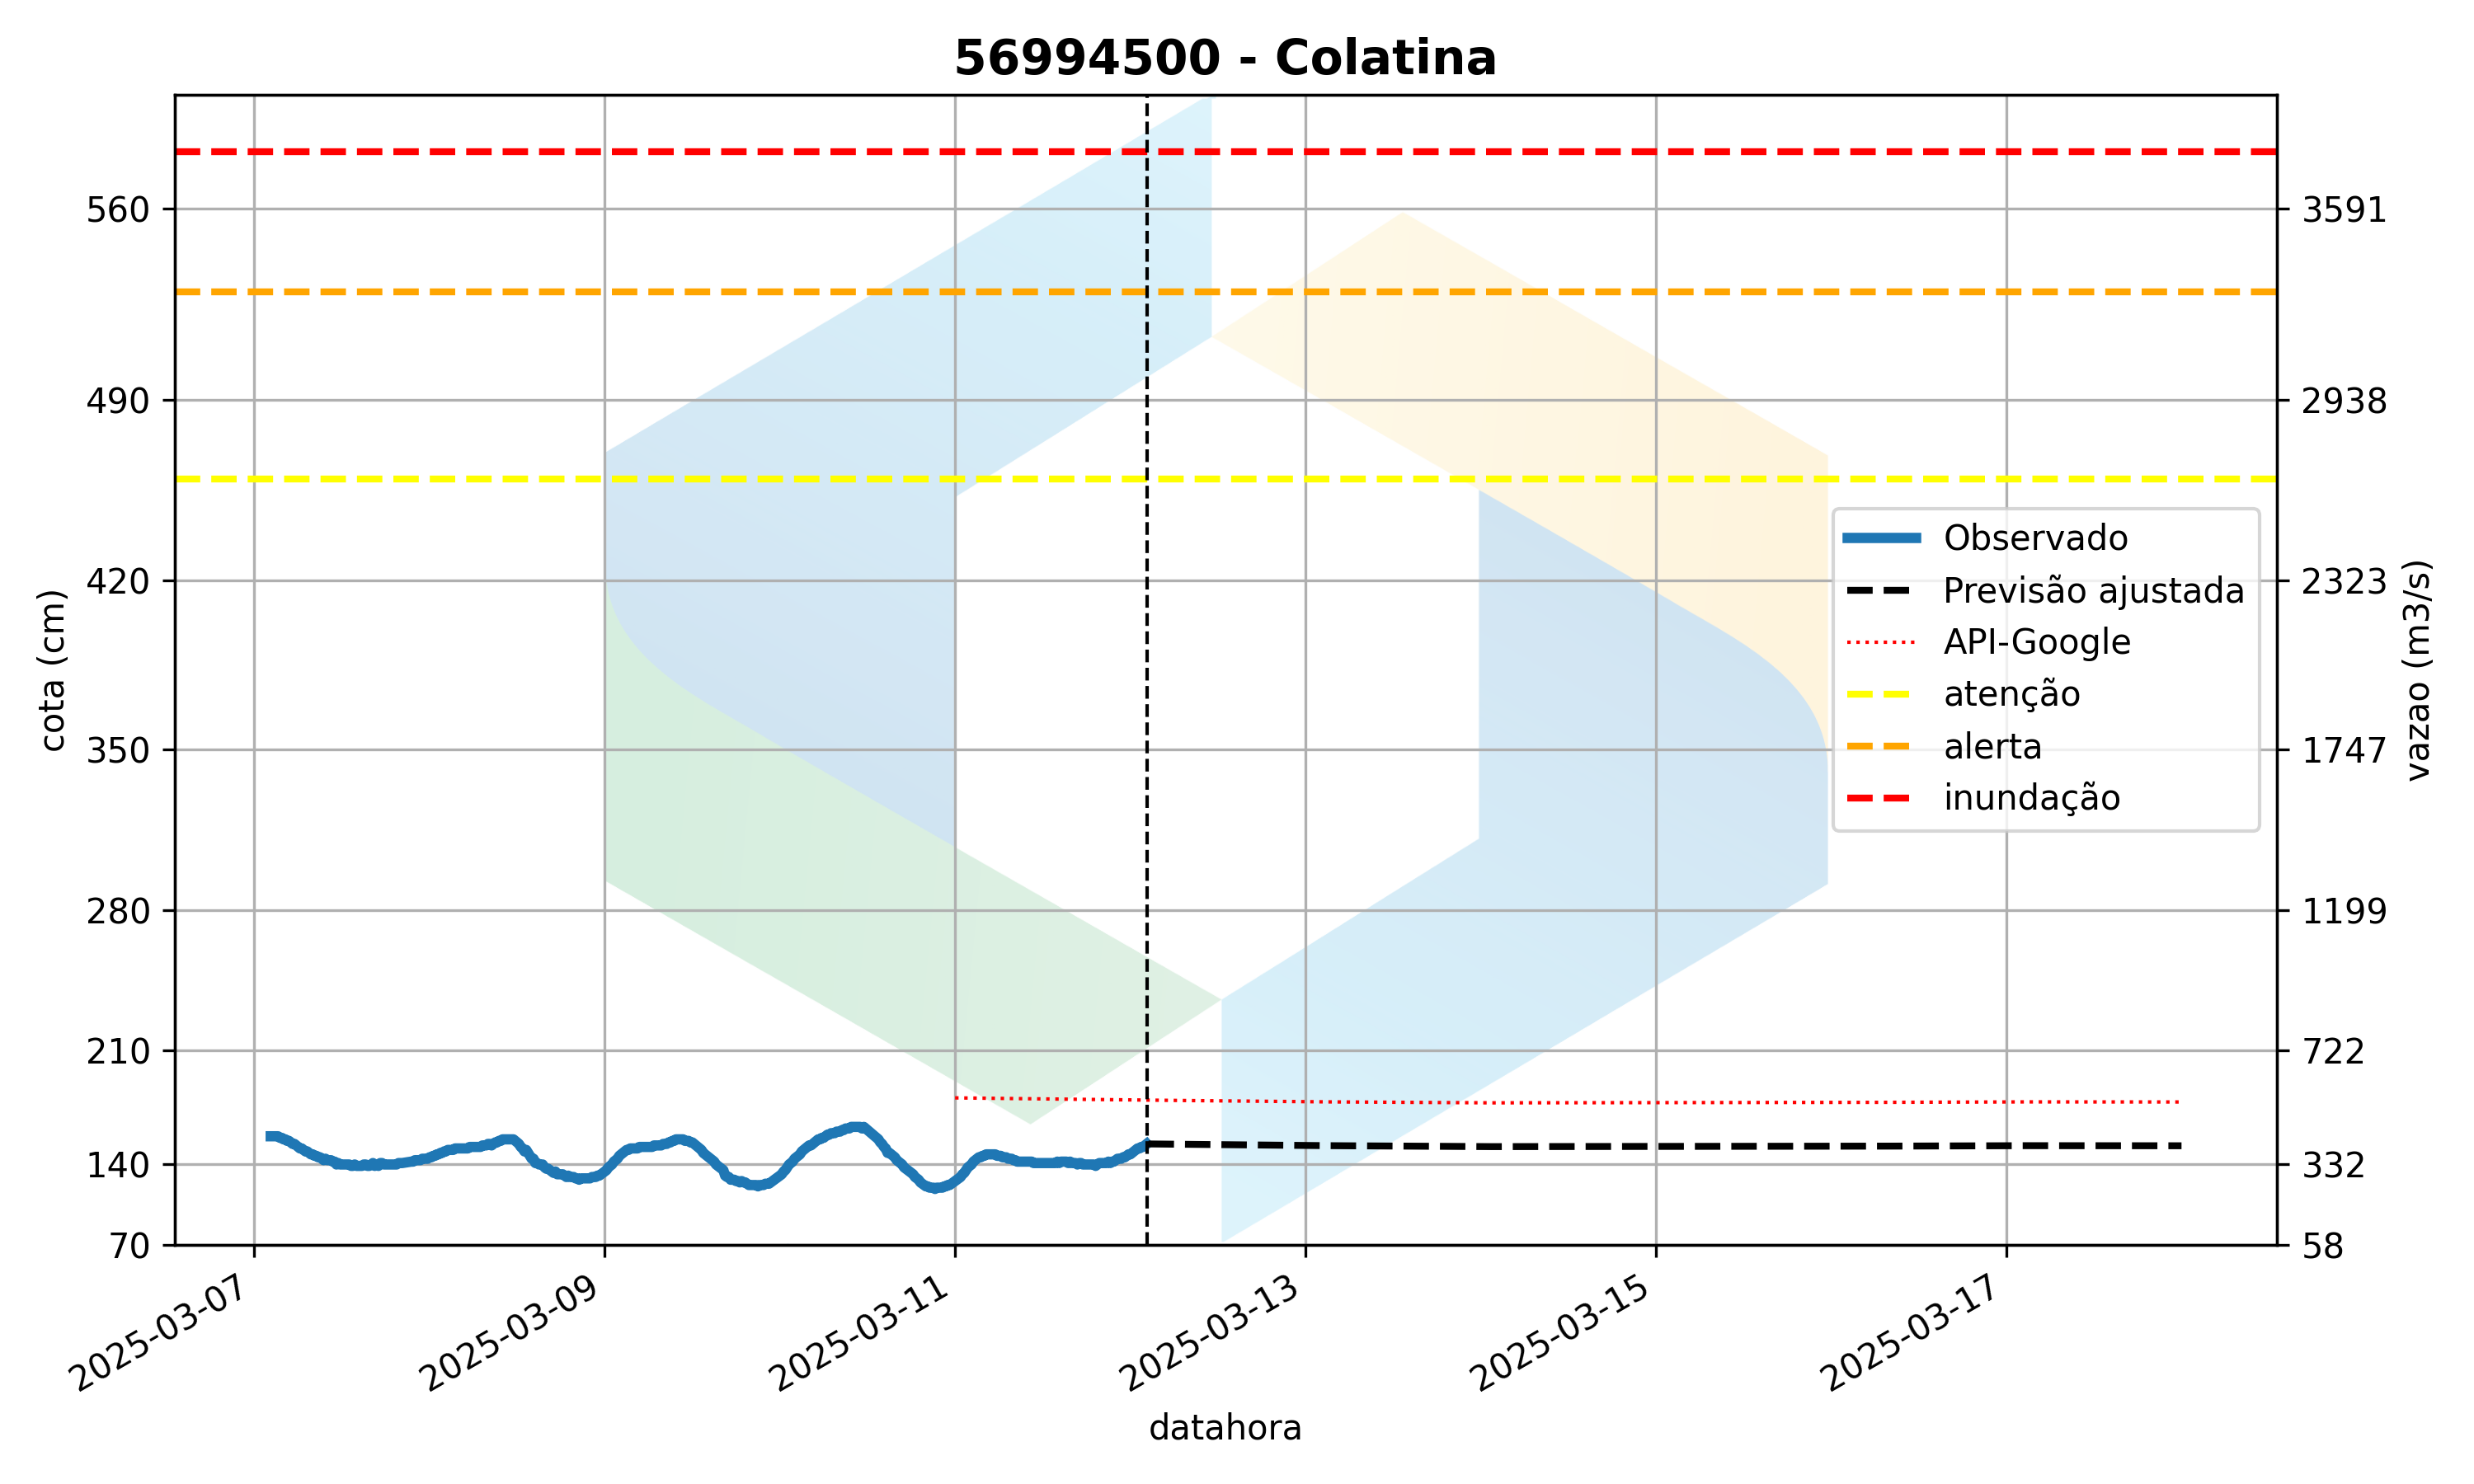 56994500 - Colatina
560
490
420
350
280
210
140
70
cota (cm)
3591
2938
2323
1747
1199
722
332
58
vazao (m3/s)
Observado
Previsão ajustada
API-Google
atenção
alerta
inundação
2025-03-07
2025-03-09
2025-03-11
2025-03-13
2025-03-15
2025-03-17
datahora